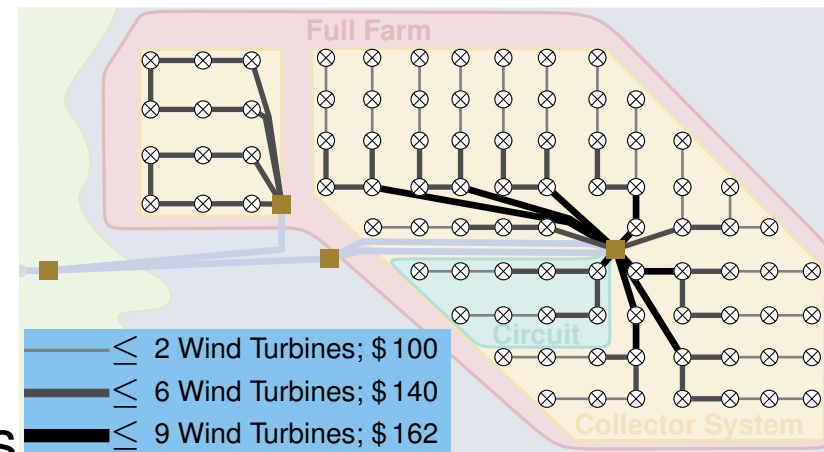 Full Farm
Circuit
≤ 2 Wind Turbines; $ 100
≤ 6 Wind Turbines; $ 140
≤ 9 Wind Turbines; $ 162
Collector System
s